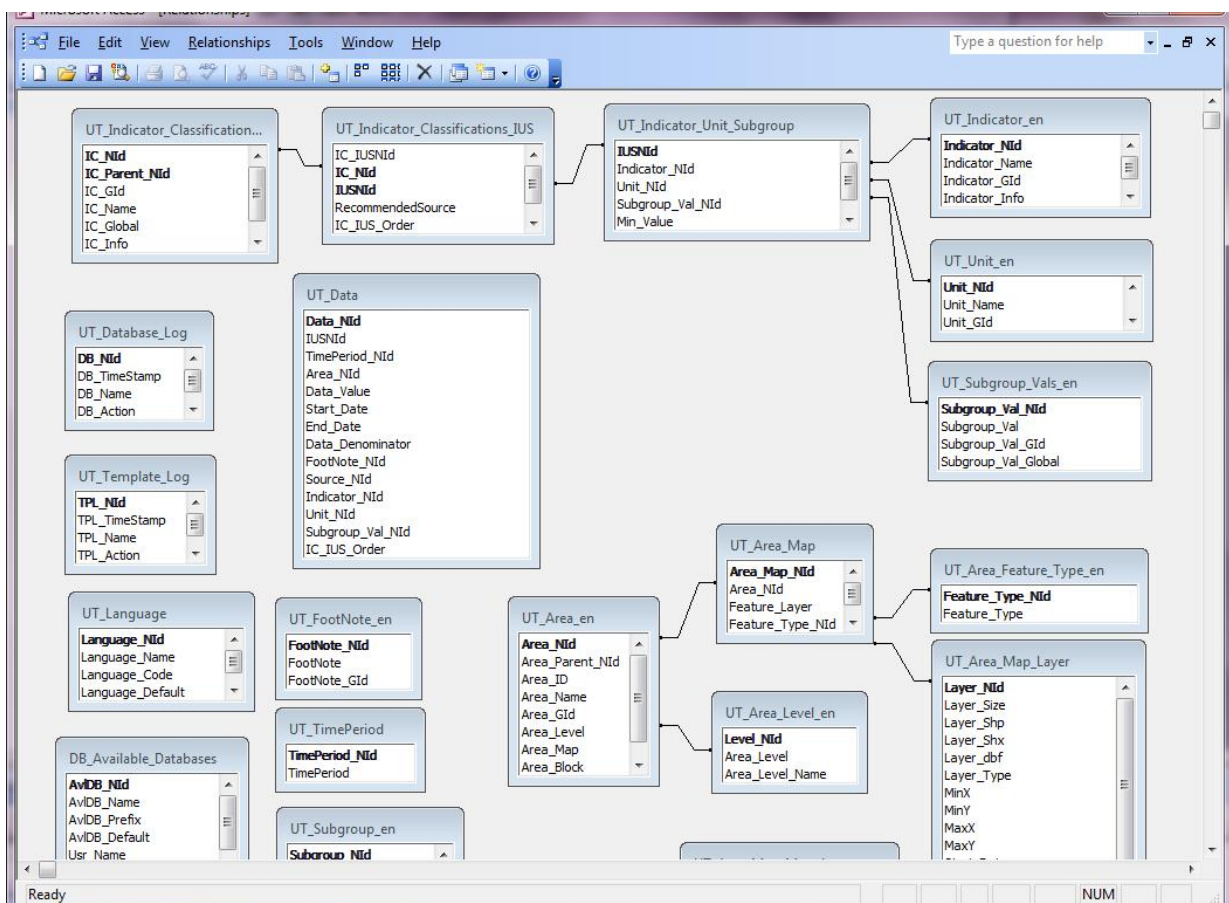 Microsoft Access - [Relationships]
File Edit View Relationships Tools Window Help
Type a question for help
UT_Indicator_Classification...
IC_NId
IC_Parent_NId
IC_GId
IC_Name
IC_Global
IC_Info
UT_Indicator_Classifications_IUS
IC_IUSNId
IC_NId
IUSNId
RecommendedSource
IC_IUS_Order
UT_Indicator_Unit_Subgroup
IUSNId
Indicator_NId
Unit_NId
Subgroup_Val_NId
Min_Value
UT_Indicator_en
Indicator_NId
Indicator_Name
Indicator_GId
Indicator_Info
UT_Unit_en
Unit_NId
Unit_Name
Unit_GId
UT_Data
Data_NId
IUSNId
TimePeriod_NId
Area_NId
Data_Value
Start_Date
End_Date
Data_Denominator
FootNote_NId
Source_NId
Indicator_NId
Unit_NId
Subgroup_Val_NId
IC_IUS_Order
UT_Database_Log
DB_NId
DB_TimeStamp
DB_Name
DB_Action
UT_Subgroup_Vals_en
Subgroup_Val_NId
Subgroup_Val
Subgroup_Val_GId
Subgroup_Val_Global
UT_Template_Log
TPL_NId
TPL_TimeStamp
TPL_Name
TPL_Action
UT_Area_Map
Area_Map_NId
Area_NId
Feature_Layer
Feature_Type_NId
UT_Area_Feature_Type_en
Feature_Type_NId
Feature_Type
UT_Language
Language_NId
Language_Name
Language_Code
Language_Default
UT_FootNote_en
FootNote_NId
FootNote
FootNote_GId
UT_Area_en
Area_NId
Area_Parent_NId
Area_ID
Area_Name
Area_GId
Area_Level
Area_Map
Area_Block
UT_Area_Map_Layer
Layer_NId
Layer_Size
Layer_Shp
Layer_Shx
Layer_dbf
Layer_Type
MinX
MinY
MaxX
MaxY
UT_Area_Level_en
Level_NId
Area_Level
Area_Level_Name
UT_TimePeriod
TimePeriod_NId
TimePeriod
DB_Available_Databases
AvlDB_NId
AvlDB_Name
AvlDB_Prefix
AvlDB_Default
Usr_Name
UT_Subgroup_en
Subgroup_NId
Ready
NUM